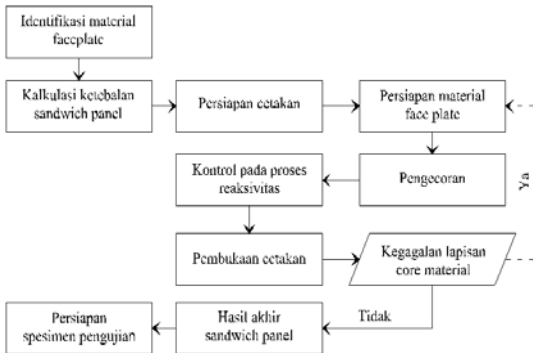 Identifikasi material
faceplate
Kalkulasi ketebalan
sandwich panel
Persiapan cetakan
Persiapan material
face plate
Kontrol pada proses
reaksivitas
Pengecoran
Ya
Pembukaan cetakan
Kegagalan lapisan
core material
Tidak
Hasil akhir
sandwich panel
Persiapan
spesimen pengujian